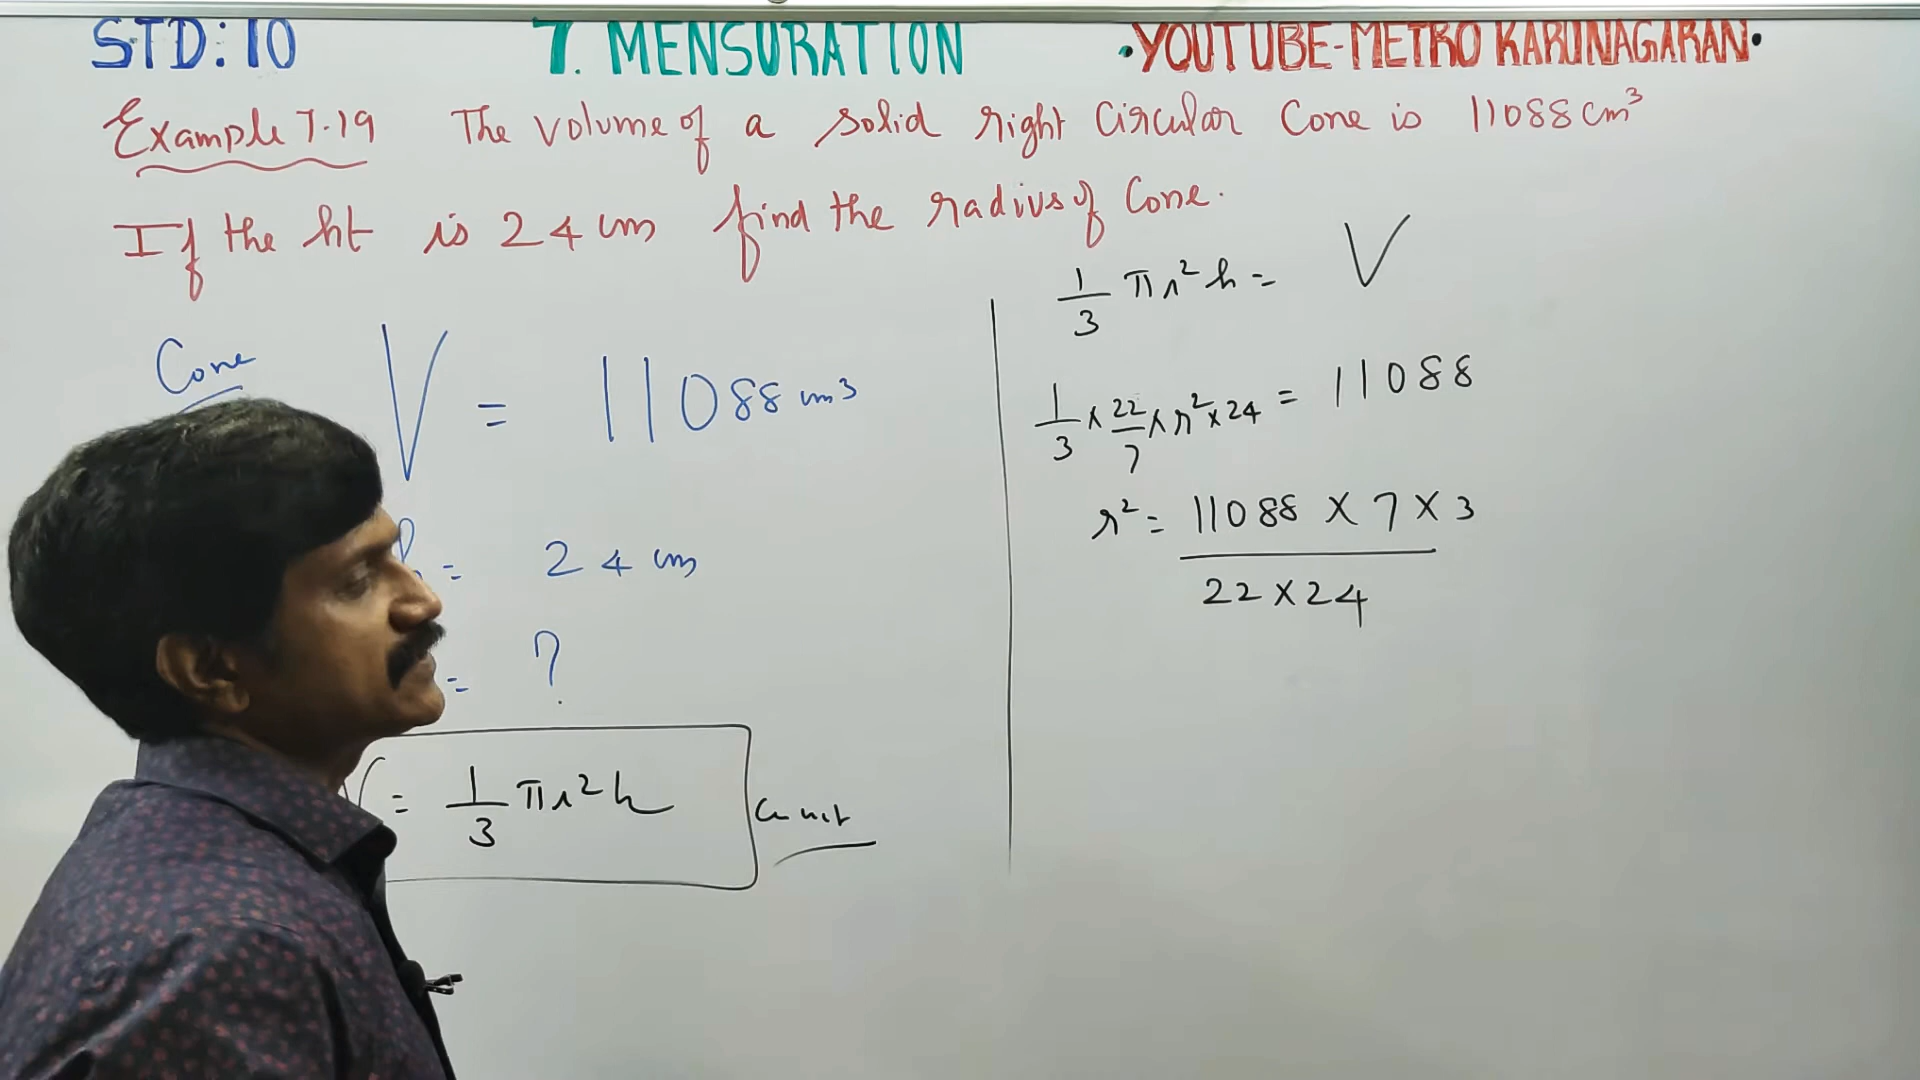 STD: 10 7. MENSURATION •YOUTUBE-METRO KARUNAGARAN•
Example 7.19 The volume of a solid right Circular Cone is 11088 cm³
If the ht is 24 cm find the radius of Cone.
Cone V = 11088 cm³
h = 24 cm
= ?
V = 1/3 πr²h
1/3 πr²h = V
1/3 × 22/7 × r² × 24 = 11088
r² = 11088 × 7 × 3
22 × 24